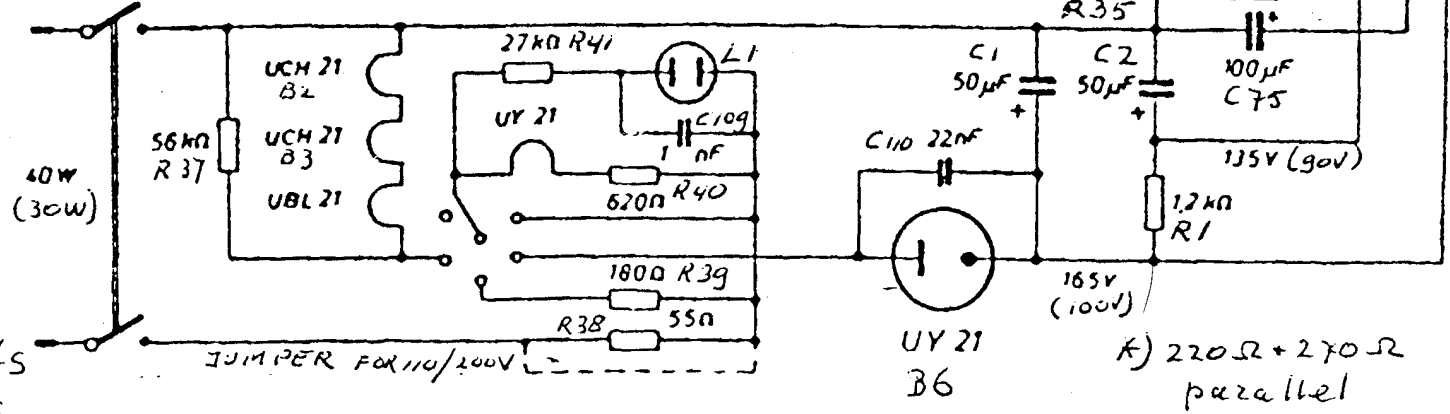 R35
27kΩ R41
L1
C1
50µF
C2
50µF
100µF
C75
UCH 21
B2
UY 21
C109
1 nF
56kΩ
R37
UCH 21
B3
C110 22nF
135V (90V)
40W
(30W)
UBL 21
620Ω R40
1,2 kΩ
R1
180Ω R39
165V
(100V)
R38
55Ω
UY 21
B6
JUMPER FOR 110/200V
*) 220Ω + 270Ω
parallel